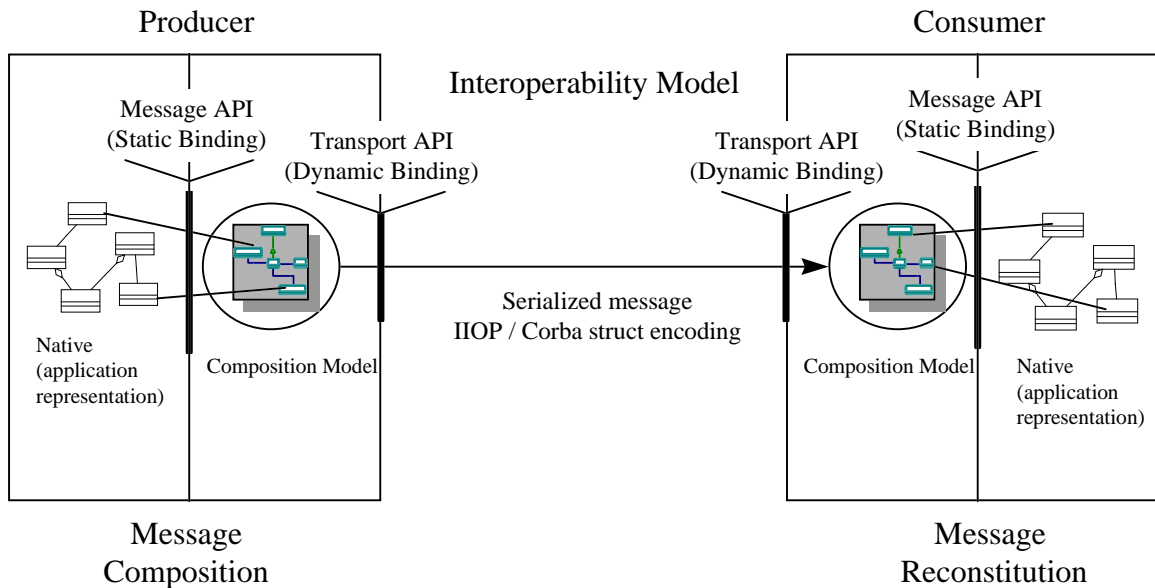 Producer
Consumer
Interoperability Model
Message API
(Static Binding)
Transport API
(Dynamic Binding)
Transport API
(Dynamic Binding)
Message API
(Static Binding)
Serialized message
IIOP / Corba struct encoding
Native
(application
representation)
Composition Model
Composition Model
Native
(application
representation)
Message
Composition
Message
Reconstitution